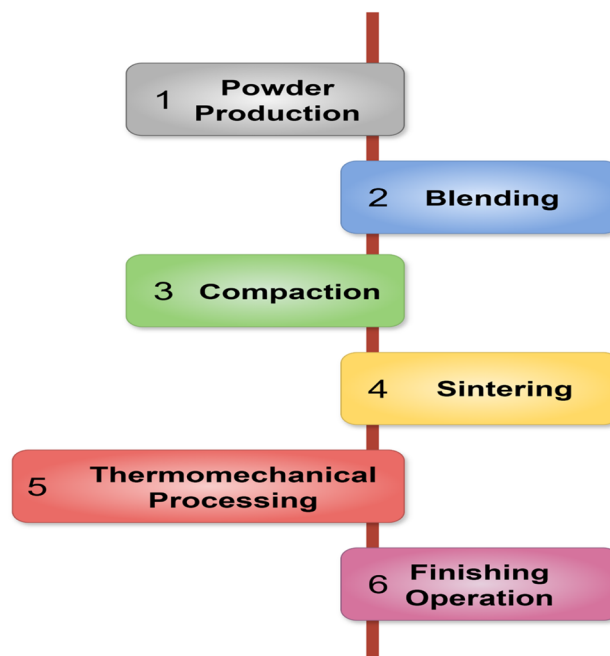 1 Powder
Production
2 Blending
3 Compaction
4 Sintering
5 Thermomechanical
Processing
6 Finishing
Operation